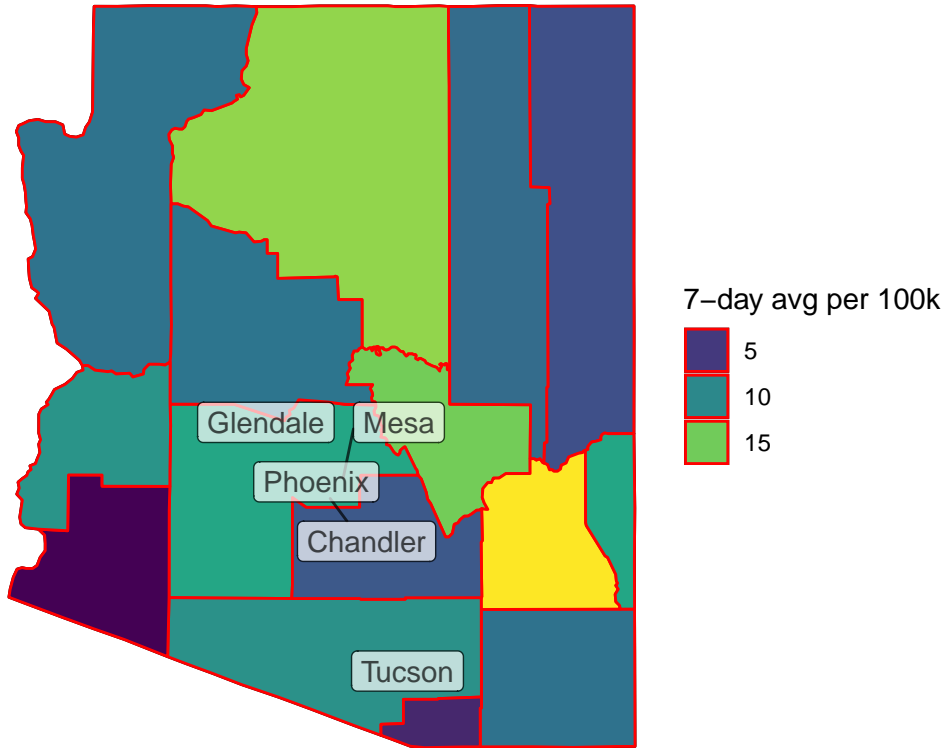 7−day avg per 100k
5
10
15
Glendale
Mesa
Phoenix
Chandler
Tucson